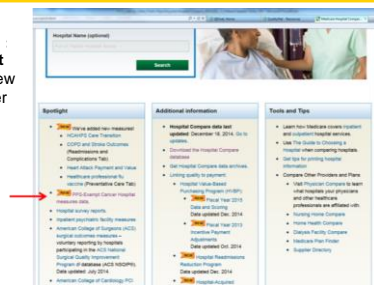 t
ew
er
Hospital Name (optional)
Search
Spotlight
New We've added new measures!
HCAHPS Care Transition
COPD and Stroke Outcomes
(Readmissions and
Complications Tab)
Heart Attack Payment and Value
Healthcare professional flu
vaccine (Preventative Care Tab)
New PPS-Exempt Cancer Hospital
measures data.
Hospital survey reports.
Inpatient psychiatric facility measures
American College of Surgeons (ACS)
surgical outcomes measures –
voluntary reporting by hospitals
participating in the ACS National
Surgical Quality Improvement
Program ® database (ACS NSQIP®).
Data updated: July 2014
American College of Cardiology PCI
Additional information
Hospital Compare data last
updated: December 18, 2014. Go to
updates.
Download the Hospital Compare
database
Get Hospital Compare data archives.
Linking quality to payment
Hospital Value-Based
Purchasing Program (HVBP)
New Fiscal Year 2015
Data and Scoring
Date updated: Dec. 2014
New Fiscal Year 2013
Incentive Payment
Adjustments
Date updated: Oct. 2014
New Hospital Readmissions
Reduction Program
Date updated: Dec. 2014
New Hospital-Acquired
Tools and Tips
Learn how Medicare covers inpatient
and outpatient hospital services.
Use The Guide to Choosing a
Hospital when comparing hospitals.
Get tips for printing hospital
information
Compare Other Providers and Plans
Visit Physician Compare to learn
what hospitals your physicians
and other healthcare
professionals are affiliated with
Nursing Home Compare
Home Health Compare
Dialysis Facility Compare
Medicare Plan Finder
Supplier Directory